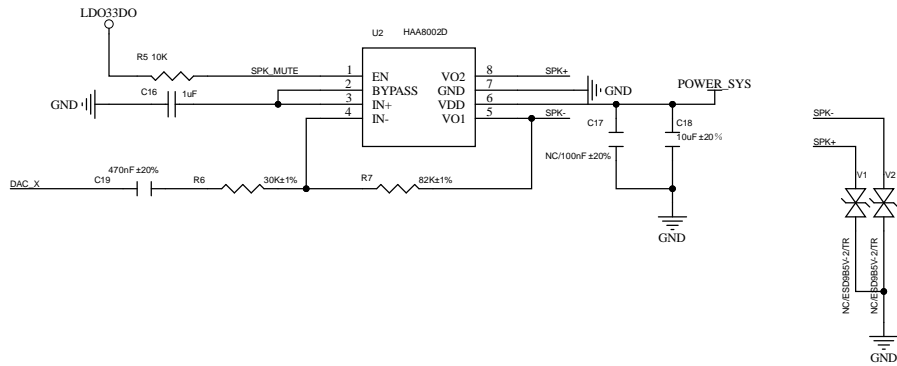 LDO33DO
U2 HAA8002D
R5 10K
SPK_MUTE
1 EN VO2 8 SPK+
2 BYPASS GND 7 GND
3 IN+ VDD 6 POWER_SYS
4 IN- VO1 5 SPK-
C16 1uF
GND
C17
NC/100nF ±20%
C18
10uF ±20%
GND
470nF ±20%
C19
DAC_X
R6 30K±1%
R7 82K±1%
SPK-
SPK+
V1 V2
NC/ESD9B5V-2/TR
NC/ESD9B5V-2/TR
GND